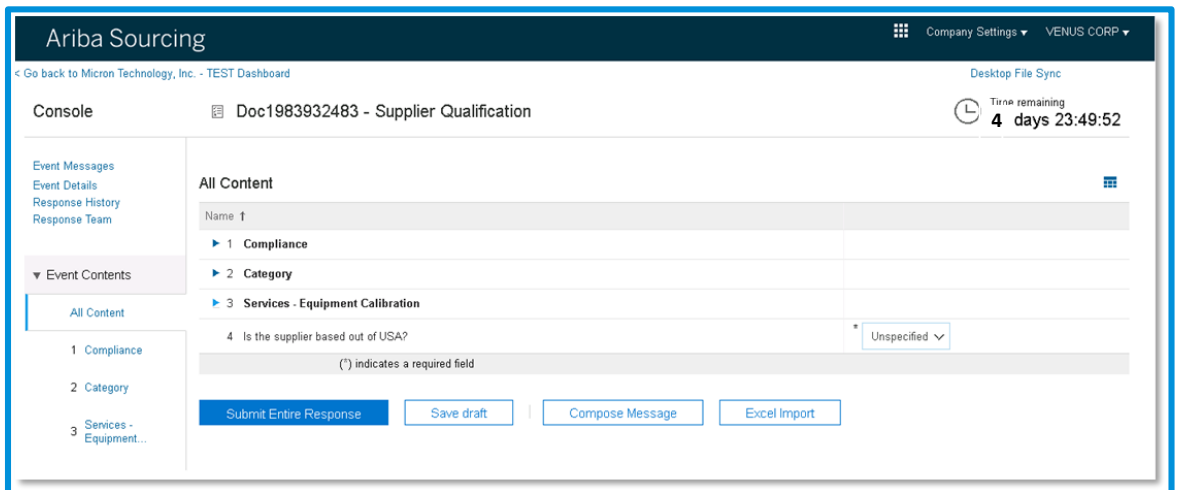 Ariba Sourcing
Company Settings ▾ VENUS CORP ▾
< Go back to Micron Technology, Inc. - TEST Dashboard
Desktop File Sync
Console
Doc1983932483 - Supplier Qualification
Time remaining
4 days 23:49:52
Event Messages
Event Details
Response History
Response Team
▼ Event Contents
All Content
1 Compliance
2 Category
3 Services -
Equipment...
All Content
Name ↑
► 1 Compliance
► 2 Category
► 3 Services - Equipment Calibration
4 Is the supplier based out of USA? * Unspecified
(*) indicates a required field
Submit Entire Response Save draft | Compose Message Excel Import